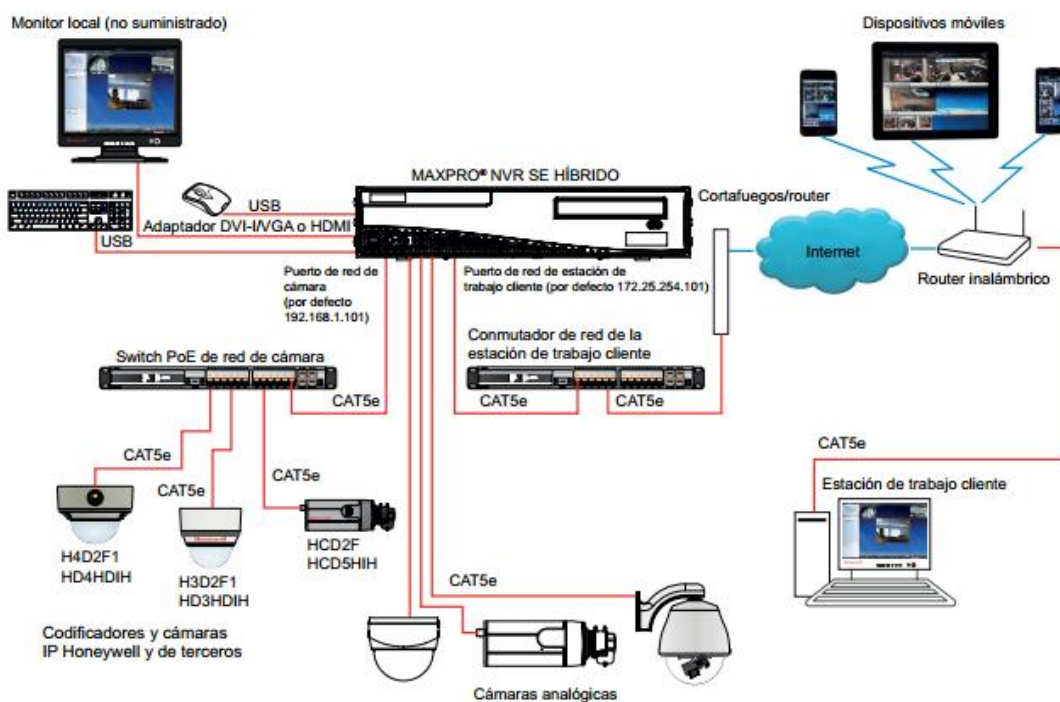 Monitor local (no suministrado)
Dispositivos móviles
MAXPRO® NVR SE HÍBRIDO
Cortafuegos/router
USB
Adaptador DVI-I/VGA o HDMI
USB
Internet
Puerto de red de
cámara
(por defecto
192.168.1.101)
Puerto de red de estación de
trabajo cliente (por defecto 172.25.254.101)
Router inalámbrico
Conmutador de red de la
estación de trabajo cliente
Switch PoE de red de cámara
CAT5e
CAT5e
CAT5e
CAT5e
CAT5e
CAT5e
CAT5e
Estación de trabajo cliente
H4D2F1
HD4HDIH
H3D2F1
HD3HDIH
HCD2F
HCD5HIH
CAT5e
Codificadores y cámaras
IP Honeywell y de terceros
Cámaras analógicas